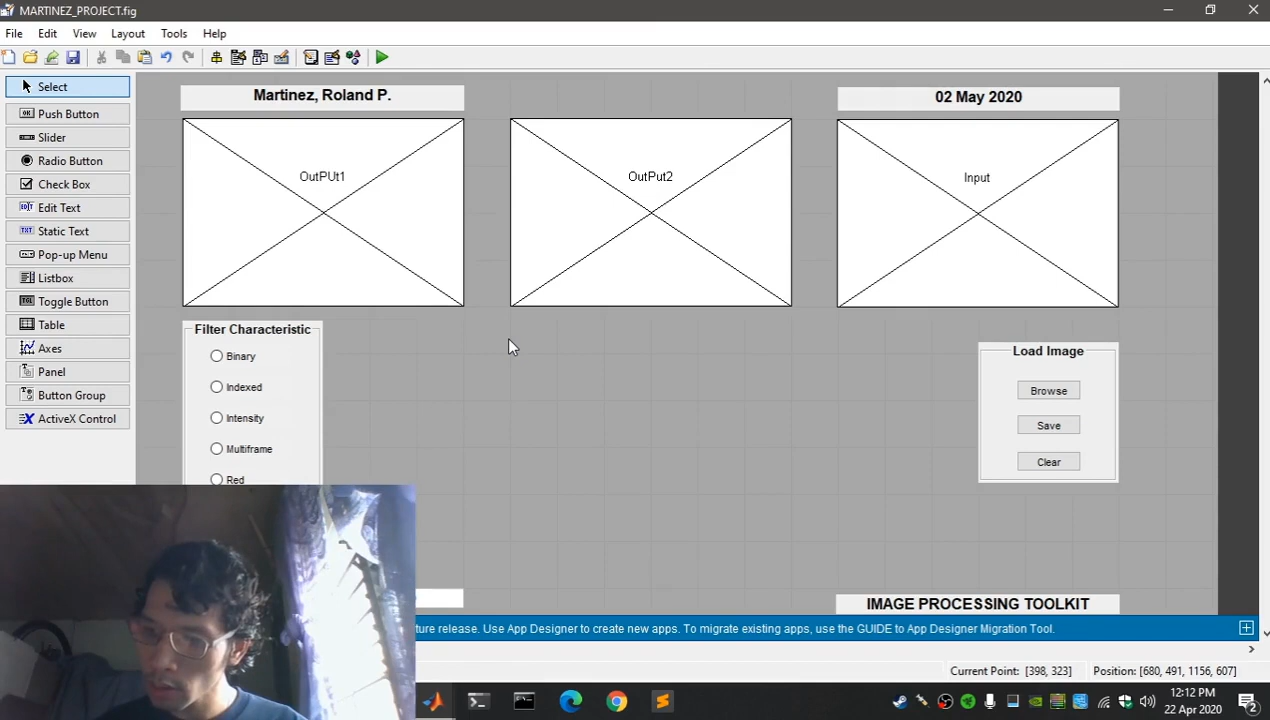 MARTINEZ_PROJECT.fig
File Edit View Layout Tools Help
Select
Push Button
Slider
Radio Button
Check Box
Edit Text
Static Text
Pop-up Menu
Listbox
Toggle Button
Table
Axes
Panel
Button Group
ActiveX Control
Martinez, Roland P.
02 May 2020
OutPUt1
OutPut2
Input
Filter Characteristic
Binary
Indexed
Intensity
Multiframe
Red
Load Image
Browse
Save
Clear
IMAGE PROCESSING TOOLKIT
ture release. Use App Designer to create new apps. To migrate existing apps, use the GUIDE to App Designer Migration Tool.
Current Point: [398, 323] Position: [680, 491, 1156, 607]
12:12 PM
22 Apr 2020
2